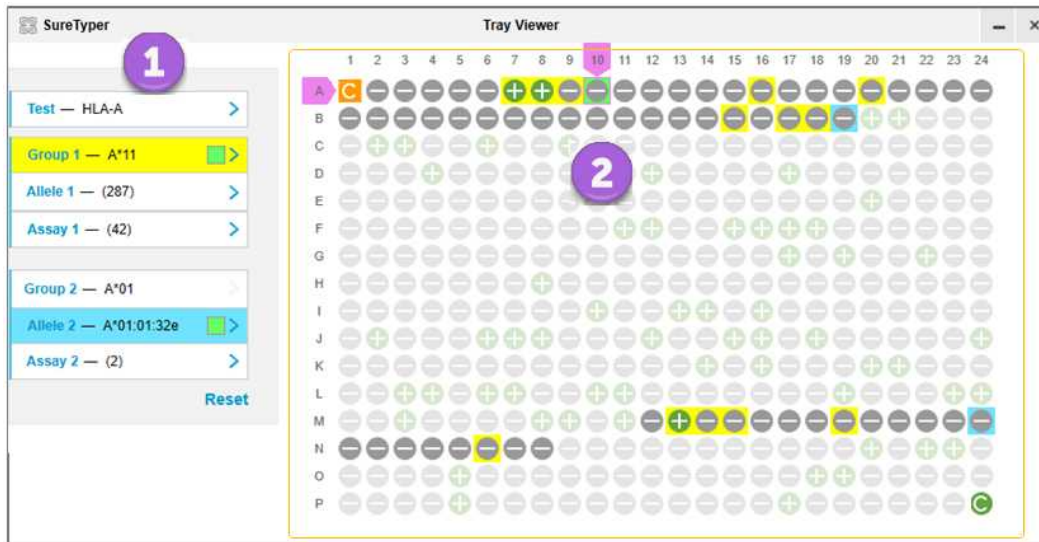 SureTyper
Tray Viewer
1
Test — HLA-A
Group 1 — A*11
Allele 1 — (287)
Assay 1 — (42)
Group 2 — A*01
Allele 2 — A*01:01:32e
Assay 2 — (2)
Reset
1 2 3 4 5 6 7 8 9 10 11 12 13 14 15 16 17 18 19 20 21 22 23 24
A C
B
C
D
2
E
F
G
H
I
J
K
L
M
N
O
P C